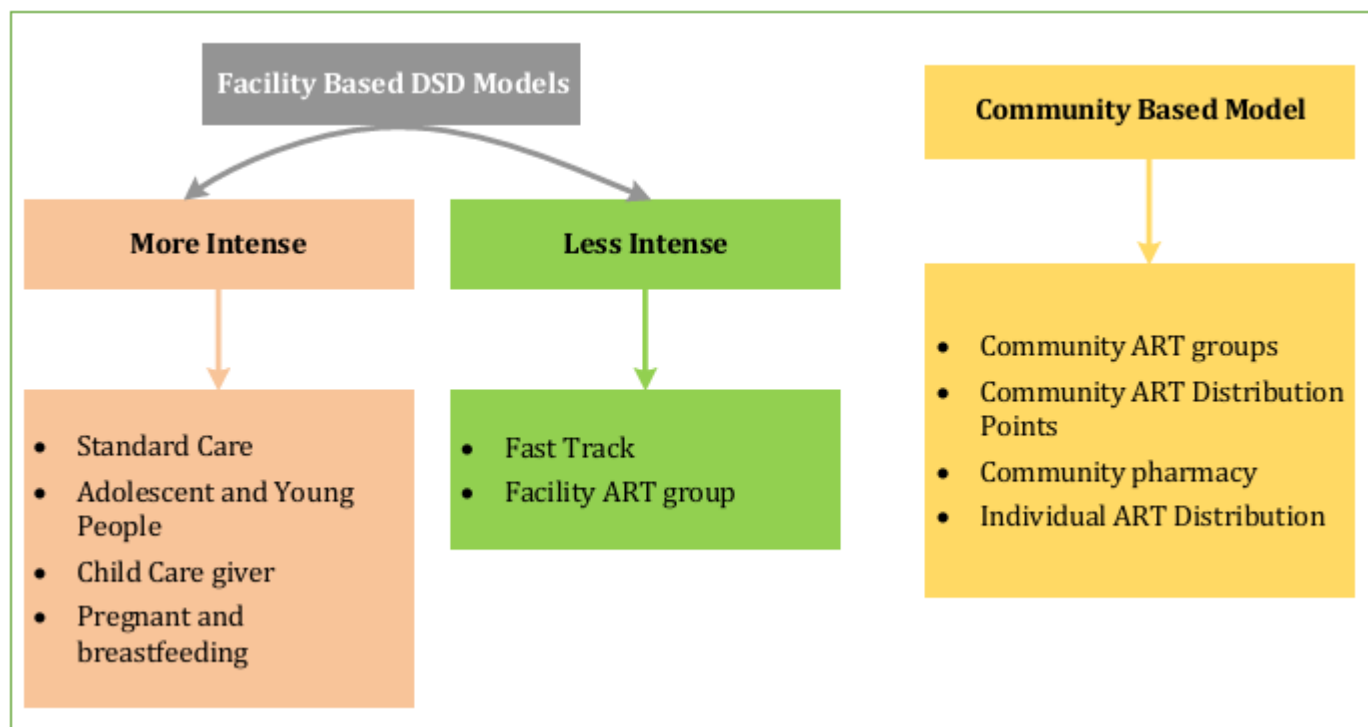 Facility Based DSD Models
More Intense
• Standard Care
• Adolescent and Young
People
• Child Care giver
• Pregnant and
breastfeeding
Less Intense
• Fast Track
• Facility ART group
Community Based Model
• Community ART groups
• Community ART Distribution
Points
• Community pharmacy
• Individual ART Distribution